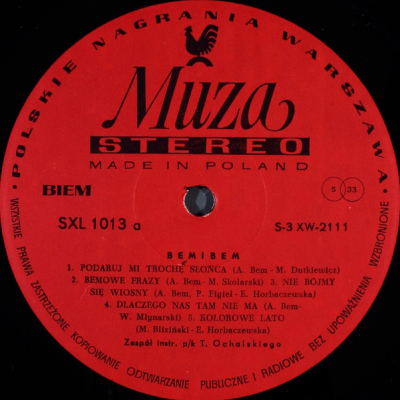 • POLSKIE NAGRANIA WARSZAWA •
Muza
STEREO
MADE IN POLAND
BIEM
S 33
SXL 1013 a
S-3 XW-2111
BEMIBEM
1. PODARUJ MI TROCHĘ SŁOŃCA (A. Bem - M. Dutkiewicz)
2. BEMOWE FRAZY (A. Bem - M. Skolarski) 3. NIE BÓJMY
SIĘ WIOSNY (A. Bem, P. Figiel - E. Horbaczewska)
4. DLACZEGO NAS TAM NIE MA (A. Bem-
W. Młynarski) 5. KOLOROWE LATO
(M. Bliziński - E. Horbaczewska)
Zespół instr. p/k T. Ochalskiego
WSZYSTKIE PRAWA ZASTRZEŻONE KOPIOWANIE ODTWARZANIE PUBLICZNE I RADIOWE BEZ UPOWAŻNIENIA WZBRONIONE